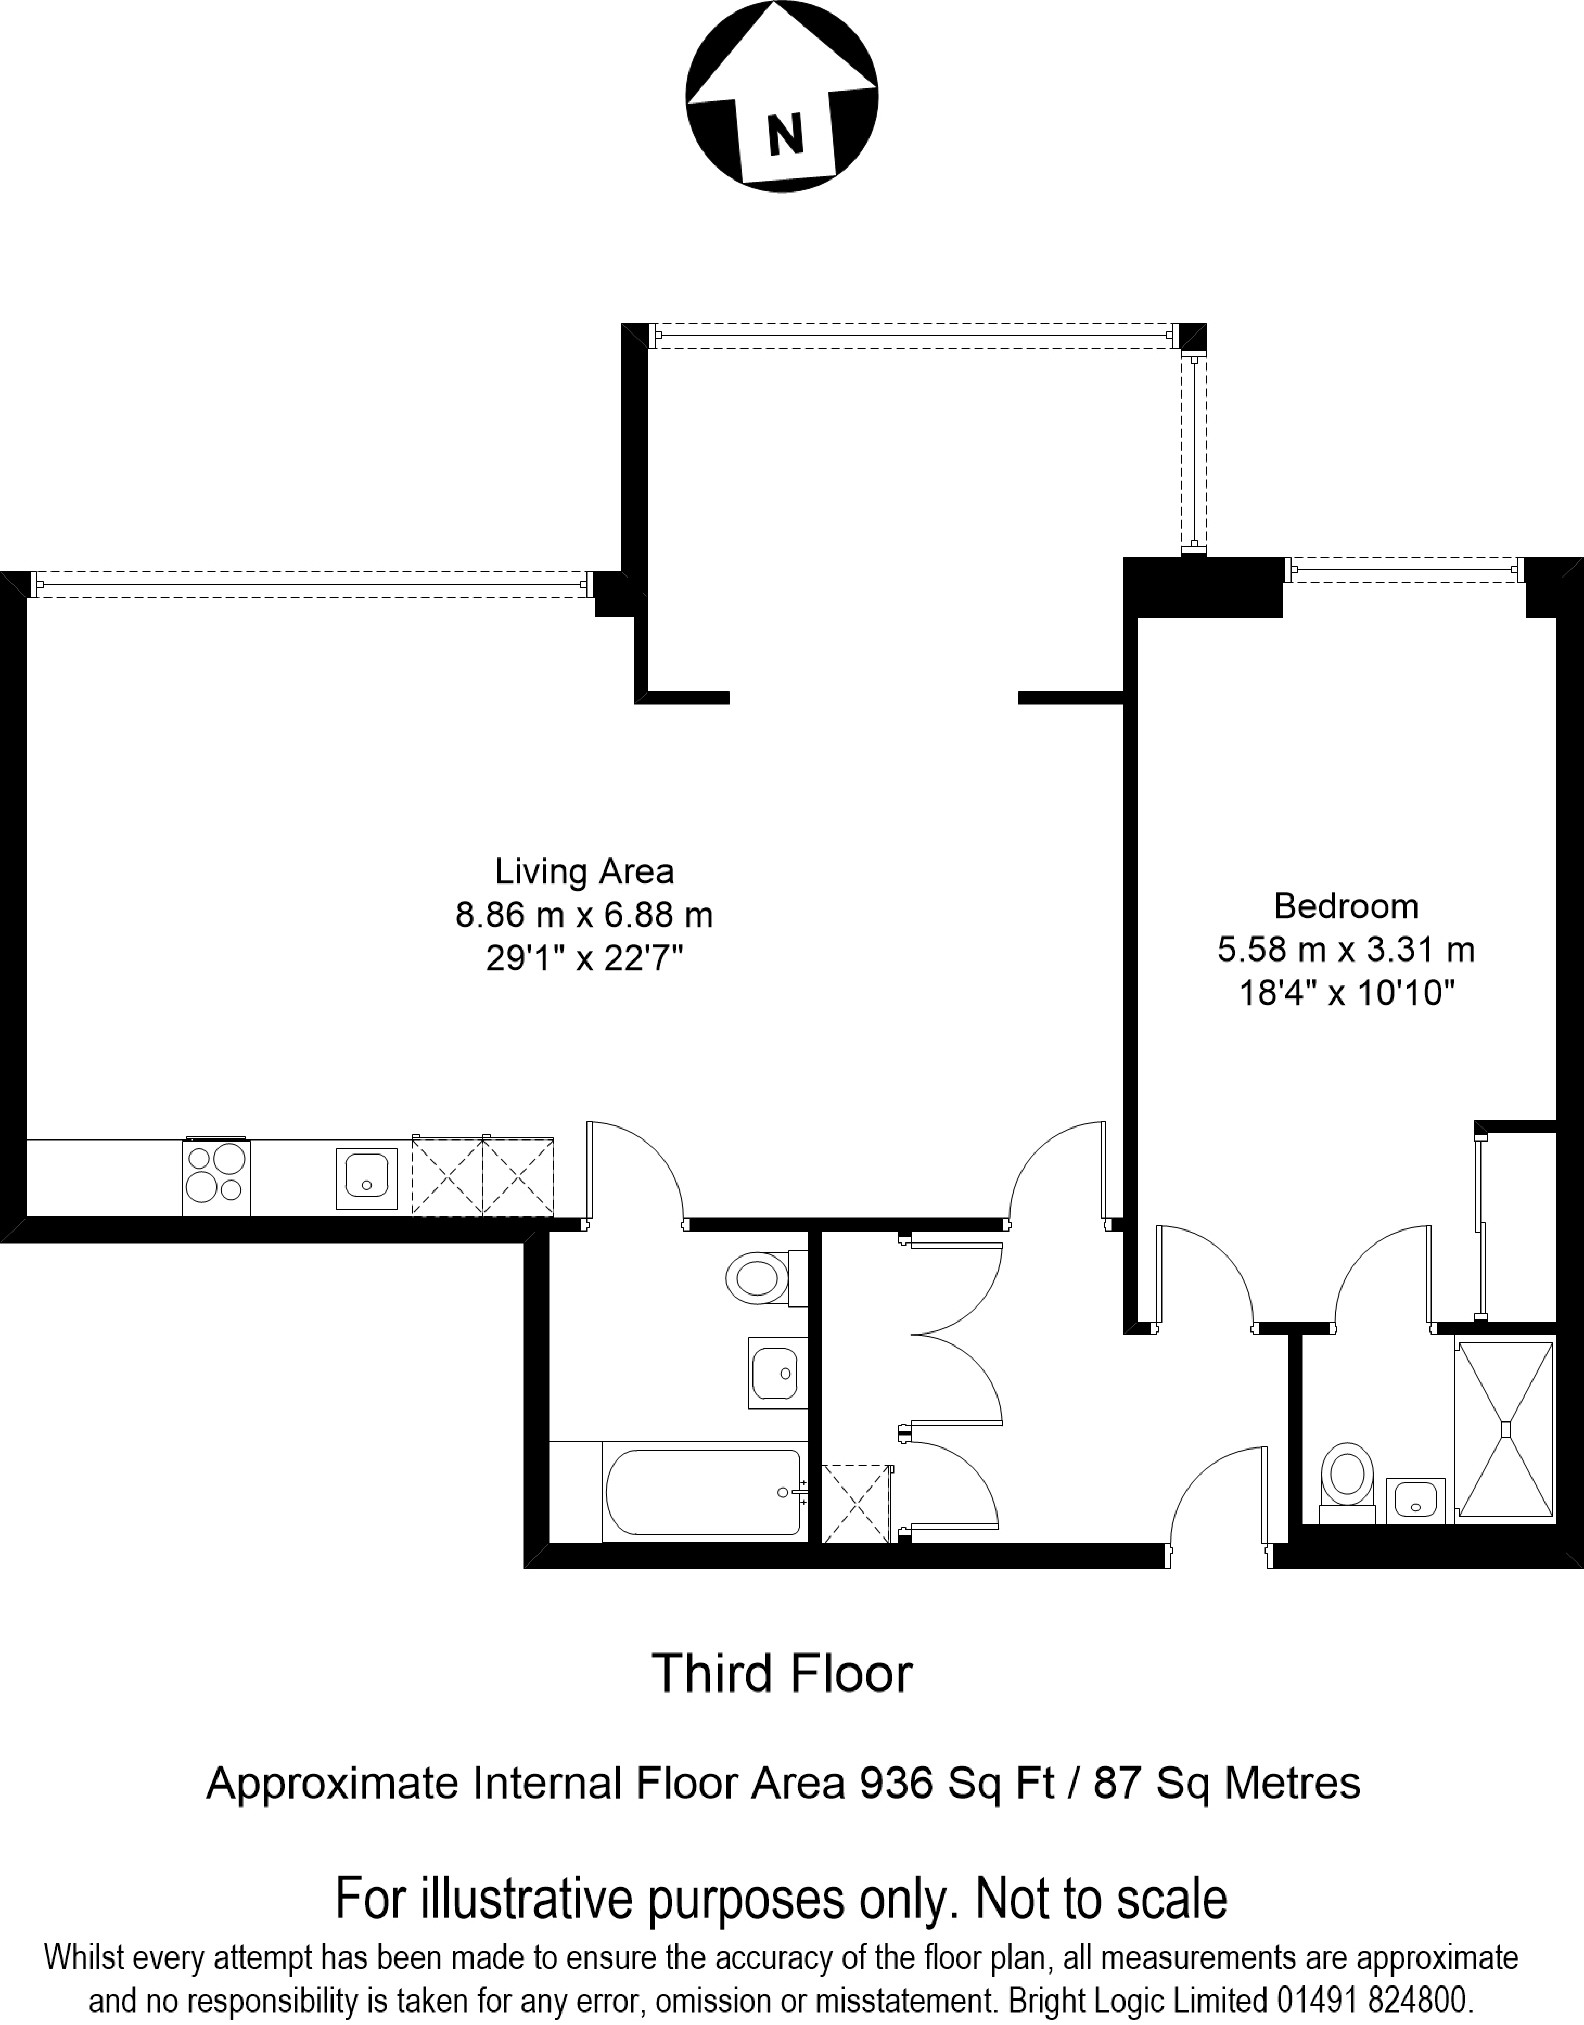 N
Living Area
8.86 m x 6.88 m
29'1" x 22'7"
Bedroom
5.58 m x 3.31 m
18'4" x 10'10"
Third Floor
Approximate Internal Floor Area 936 Sq Ft / 87 Sq Metres
For illustrative purposes only. Not to scale
Whilst every attempt has been made to ensure the accuracy of the floor plan, all measurements are approximate
and no responsibility is taken for any error, omission or misstatement. Bright Logic Limited 01491 824800.